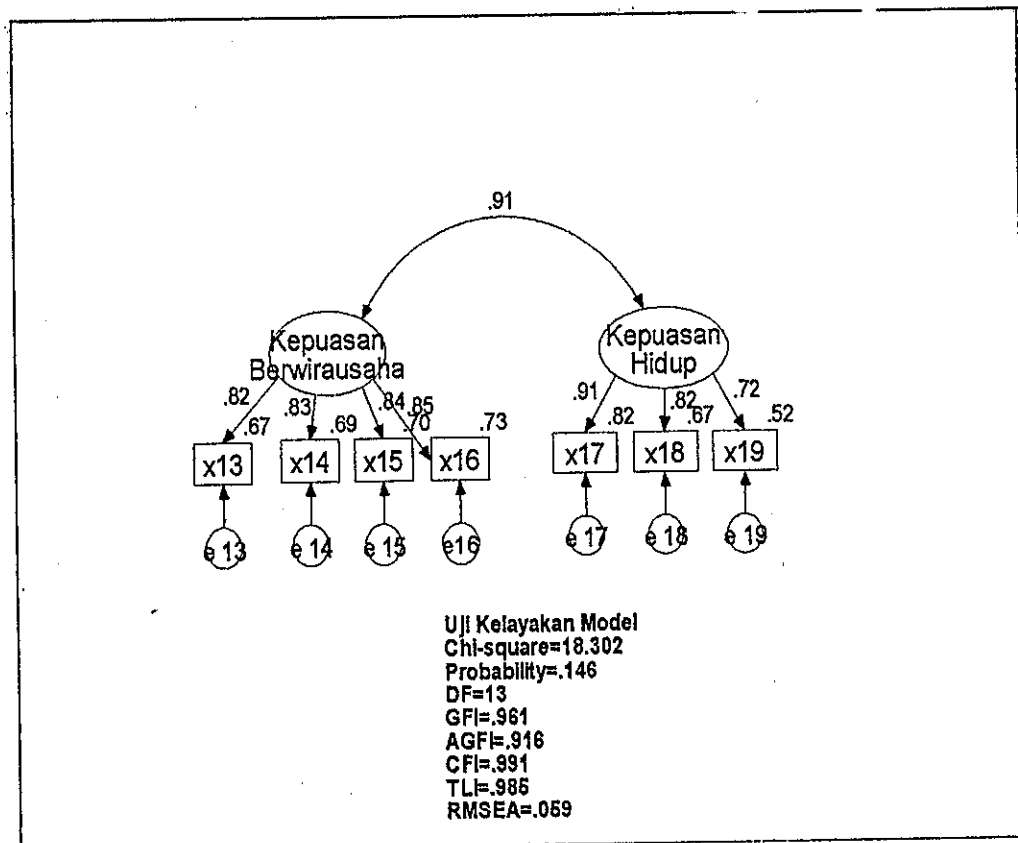 .91
Kepuasan
Berwirausaha
Kepuasan
Hidup
.82 .83 .84 .85 .91 .82 .72
.67 .69 .70 .73 .82 .67 .52
x13 x14 x15 x16 x17 x18 x19
e 13 e 14 e 15 e16 e 17 e 18 e 19
Uji Kelayakan Model
Chi-square=18.302
Probability=.146
DF=13
GFI=.961
AGFI=.916
CFI=.991
TLI=.985
RMSEA=.059